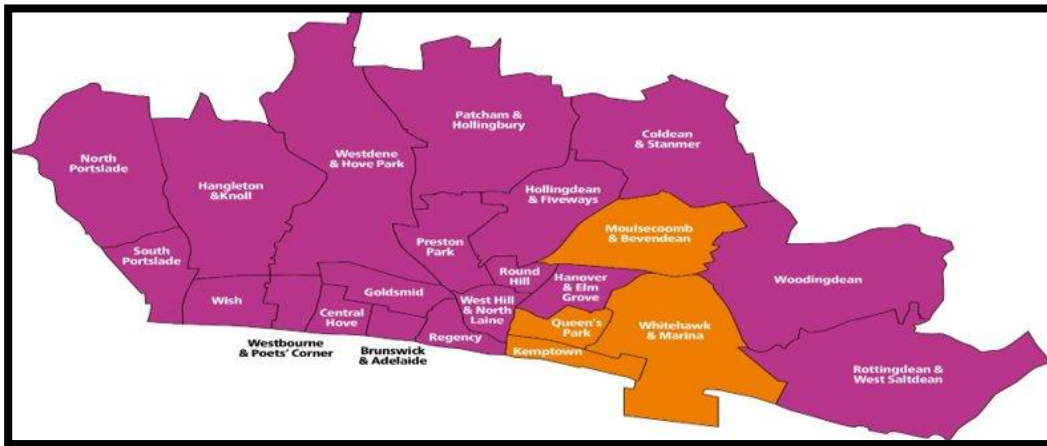 Patcham &
Hollingbury
Coldean
& Stanmer
North
Portslade
Westdene
& Hove Park
Hangleton
&Knoll
Hollingdean
& Fiveways
Moulsecoomb
& Bevendean
Preston
Park
South
Portslade
Round
Hill
Hanover
& Elm
Grove
Woodingdean
Goldsmid
Wish
West Hill
& North
Laine
Central
Hove
Queen's
Park
Whitehawk
& Marina
Regency
Westbourne
& Poets' Corner
Brunswick
& Adelaide
Kemptown
Rottingdean &
West Saltdean